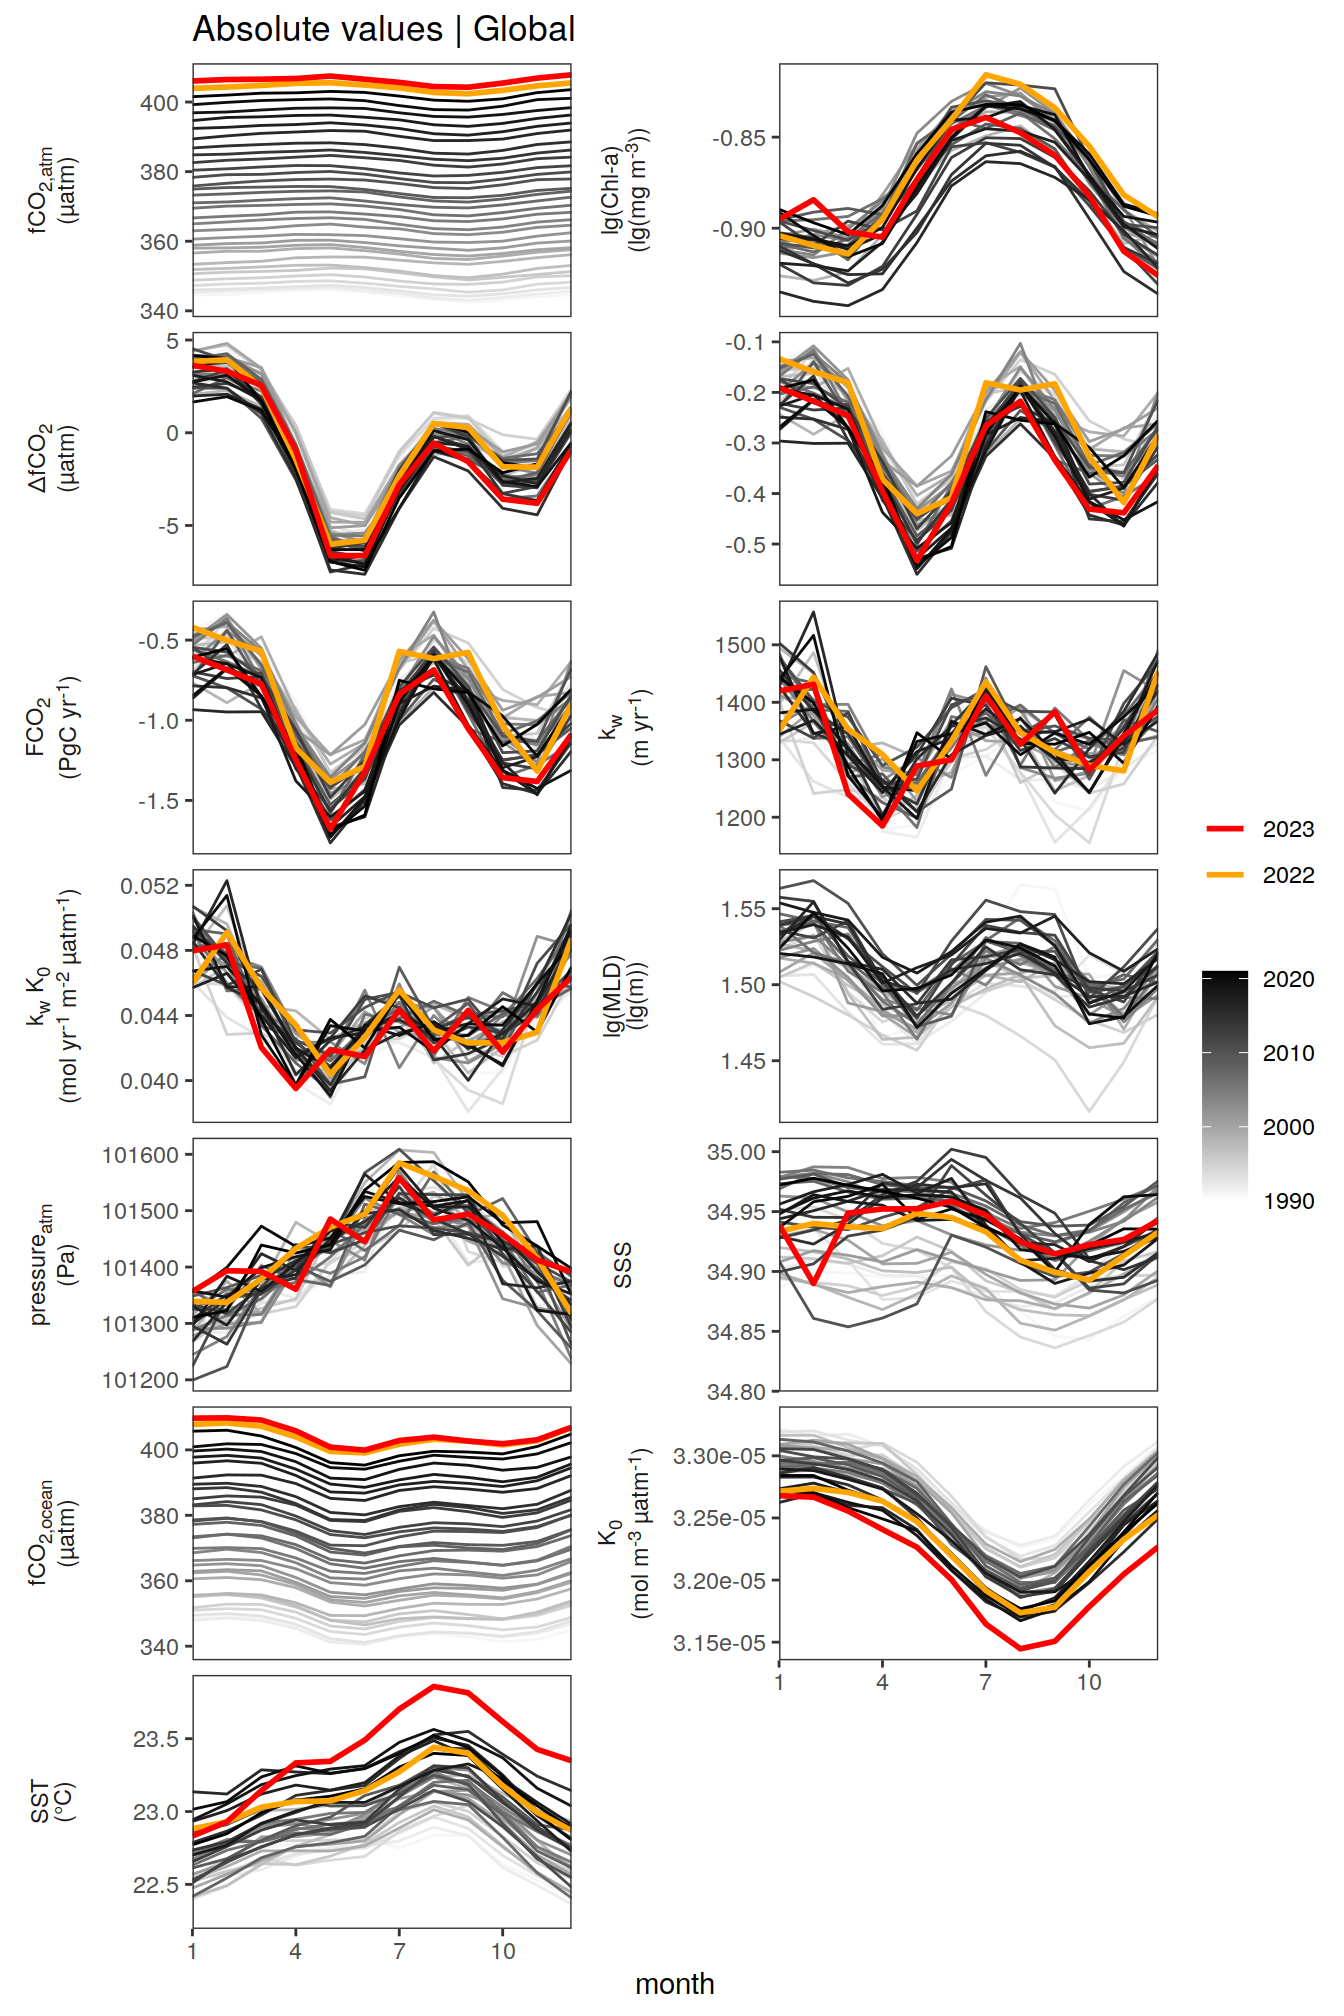 Absolute values | Global
fCO2,atm
(µatm)
400
380
360
340
lg(Chl-a)
(lg(mg m-3))
-0.85
-0.90
ΔfCO2
(µatm)
5
0
-5
-0.1
-0.2
-0.3
-0.4
-0.5
FCO2
(PgC yr-1)
-0.5
-1.0
-1.5
kw
(m yr-1)
1500
1400
1300
1200
kw K0
(mol yr-1 m-2 µatm-1)
0.052
0.048
0.044
0.040
lg(MLD)
(lg(m))
1.55
1.50
1.45
pressureatm
(Pa)
101600
101500
101400
101300
101200
SSS
35.00
34.95
34.90
34.85
34.80
fCO2,ocean
(µatm)
400
380
360
340
K0
(mol m-3 µatm-1)
3.30e-05
3.25e-05
3.20e-05
3.15e-05
1 4 7 10
SST
(°C)
23.5
23.0
22.5
1 4 7 10
month
2023
2022
2020
2010
2000
1990